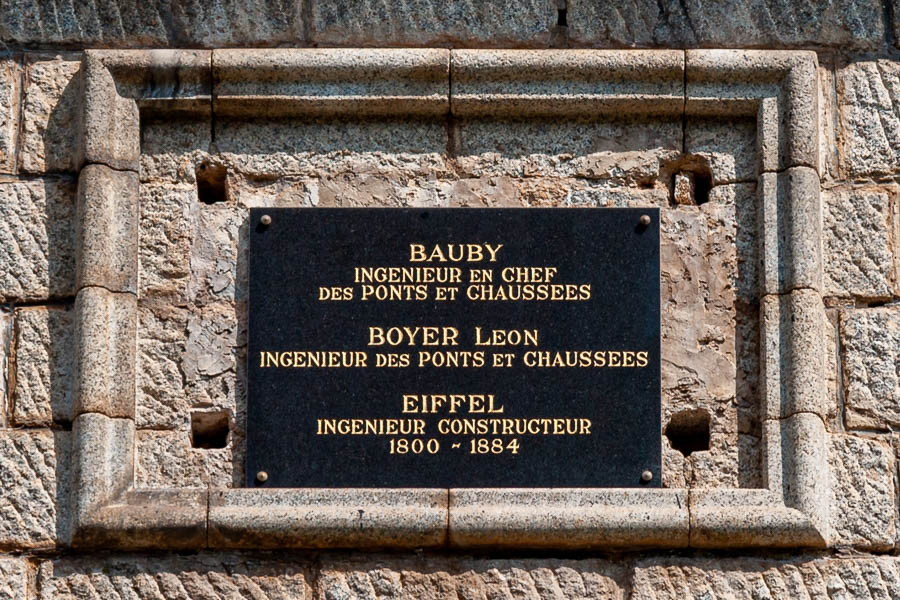 BAUBY
INGENIEUR EN CHEF
DES PONTS ET CHAUSSEES
BOYER LEON
INGENIEUR DES PONTS ET CHAUSSEES
EIFFEL
INGENIEUR CONSTRUCTEUR
1800 ~ 1884